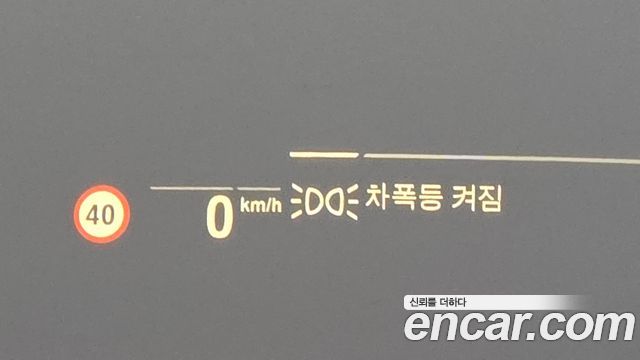 40
0 km/h
차폭등 켜짐
신뢰를 더하다
encar.com